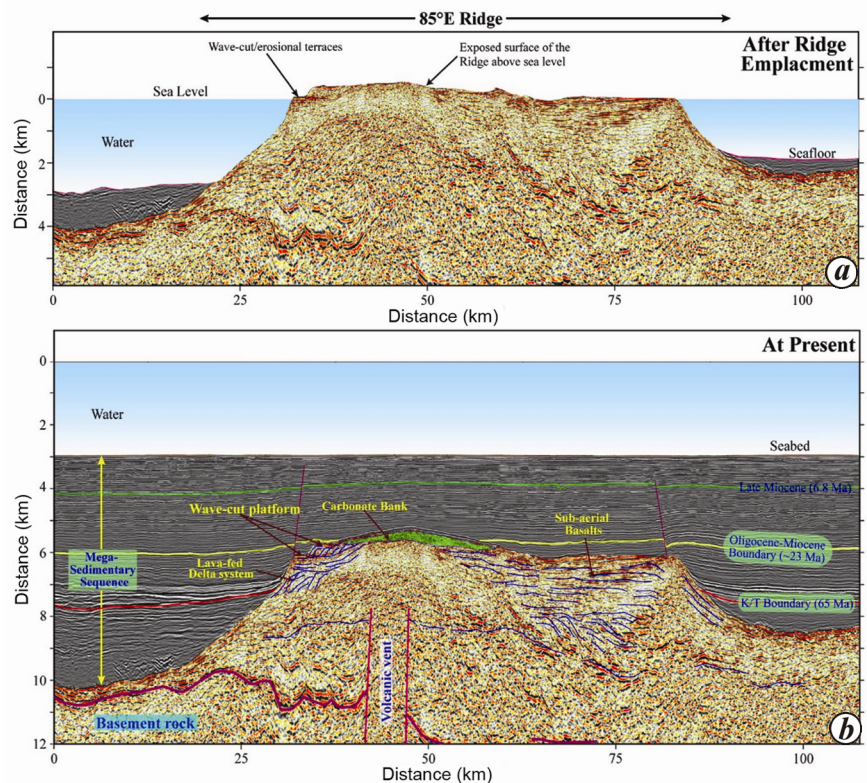 85°E Ridge
Wave-cut/erosional terraces
Exposed surface of the
Ridge above sea level
After Ridge
Emplacment
Sea Level
Water
Seafloor
0
2
4
Distance (km)
a
0
25
50
75
100
Distance (km)
At Present
0
2
4
6
8
10
12
Distance (km)
Water
Seabed
Late Miocene (6.8 Ma)
Wave-cut platform
Carbonate Bank
Sub-aerial
Basalts
Oligocene-Miocene
Boundary (~23 Ma)
Mega-
Sedimentary
Sequence
Lava-fed
Delta system
K/T Boundary (65 Ma)
Volcanic vent
Basement rock
b
0
25
50
75
100
Distance (km)